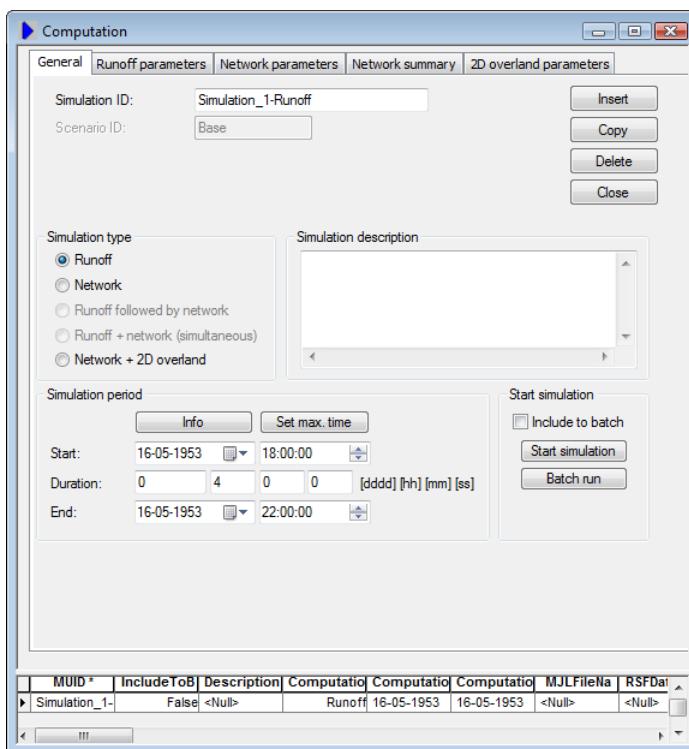 Computation
General Runoff parameters Network parameters Network summary 2D overland parameters
Simulation ID: Simulation_1-Runoff Insert
Scenario ID: Base Copy
Delete
Close
Simulation type
Runoff
Network
Runoff followed by network
Runoff + network (simultaneous)
Network + 2D overland
Simulation description
Simulation period
Info Set max. time
Start: 16-05-1953 18:00:00
Duration: 0 4 0 0 [dddd] [hh] [mm] [ss]
End: 16-05-1953 22:00:00
Start simulation
Include to batch
Start simulation
Batch run
MUID * IncludeToB Description Computatio Computatio Computatio MJLFileNa RSFDat
Simulation_1- False <Null> Runoff 16-05-1953 16-05-1953 <Null> <Null>